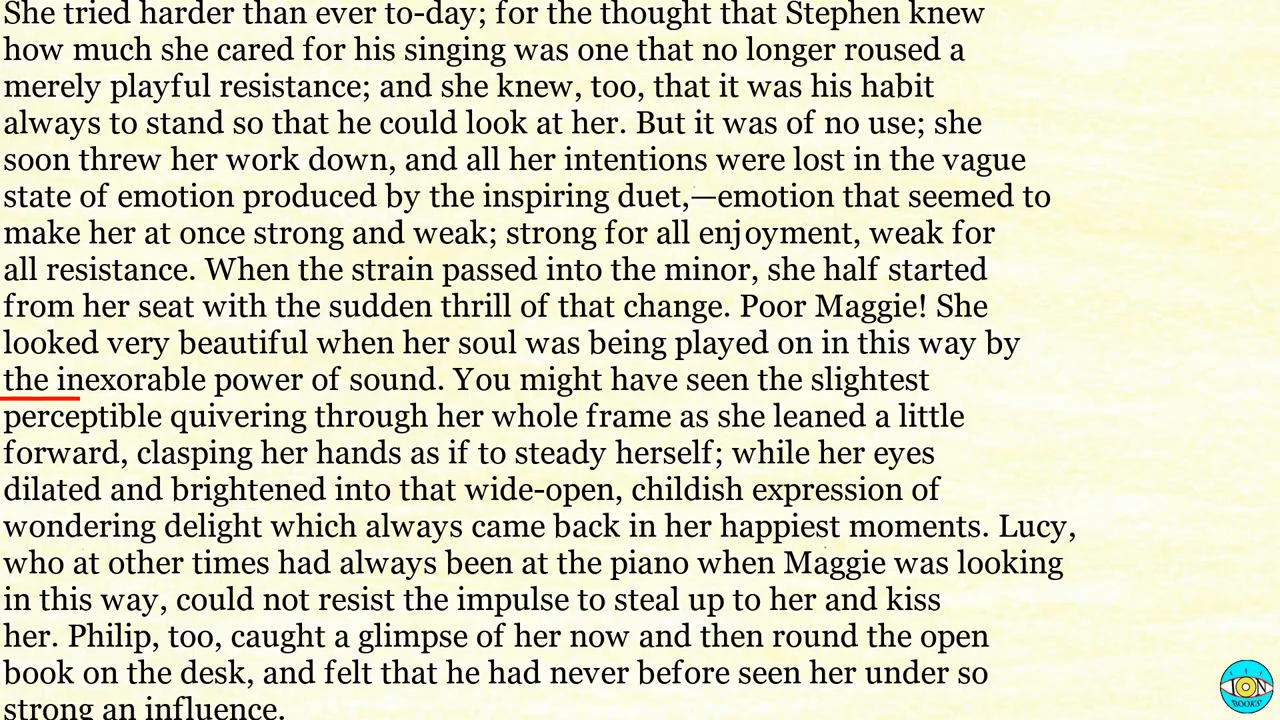 She tried harder than ever to-day; for the thought that Stephen knew
how much she cared for his singing was one that no longer roused a
merely playful resistance; and she knew, too, that it was his habit
always to stand so that he could look at her. But it was of no use; she
soon threw her work down, and all her intentions were lost in the vague
state of emotion produced by the inspiring duet,—emotion that seemed to
make her at once strong and weak; strong for all enjoyment, weak for
all resistance. When the strain passed into the minor, she half started
from her seat with the sudden thrill of that change. Poor Maggie! She
looked very beautiful when her soul was being played on in this way by
the inexorable power of sound. You might have seen the slightest
perceptible quivering through her whole frame as she leaned a little
forward, clasping her hands as if to steady herself; while her eyes
dilated and brightened into that wide-open, childish expression of
wondering delight which always came back in her happiest moments. Lucy,
who at other times had always been at the piano when Maggie was looking
in this way, could not resist the impulse to steal up to her and kiss
her. Philip, too, caught a glimpse of her now and then round the open
book on the desk, and felt that he had never before seen her under so
strong an influence.
ION
BOOKS